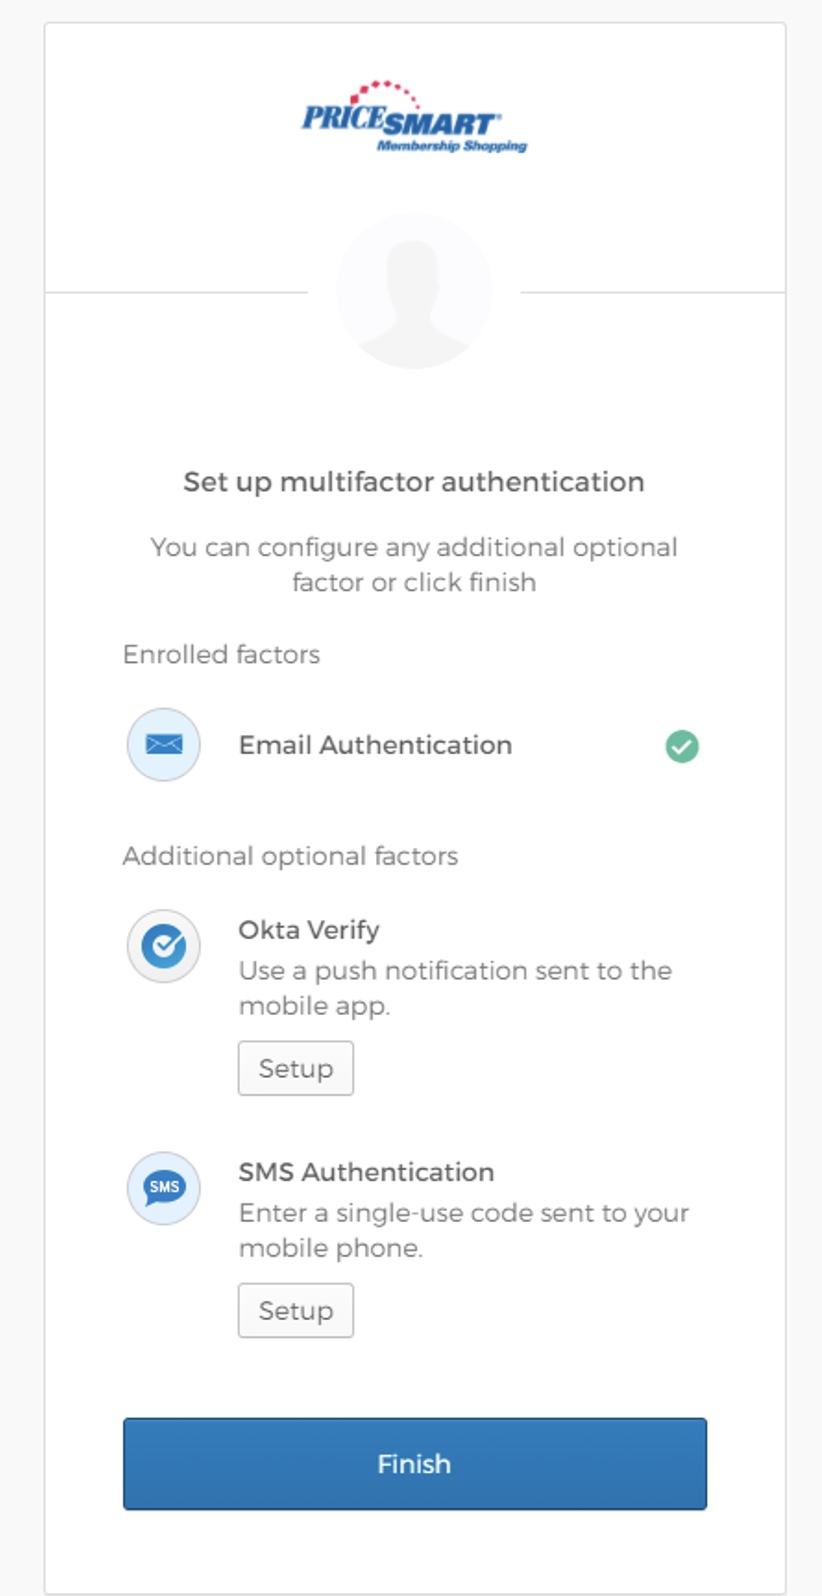 PRICESMART
Membership Shopping
Set up multifactor authentication
You can configure any additional optional
factor or click finish
Enrolled factors
Email Authentication
Additional optional factors
Okta Verify
Use a push notification sent to the
mobile app.
Setup
SMS
SMS Authentication
Enter a single-use code sent to your
mobile phone.
Setup
Finish